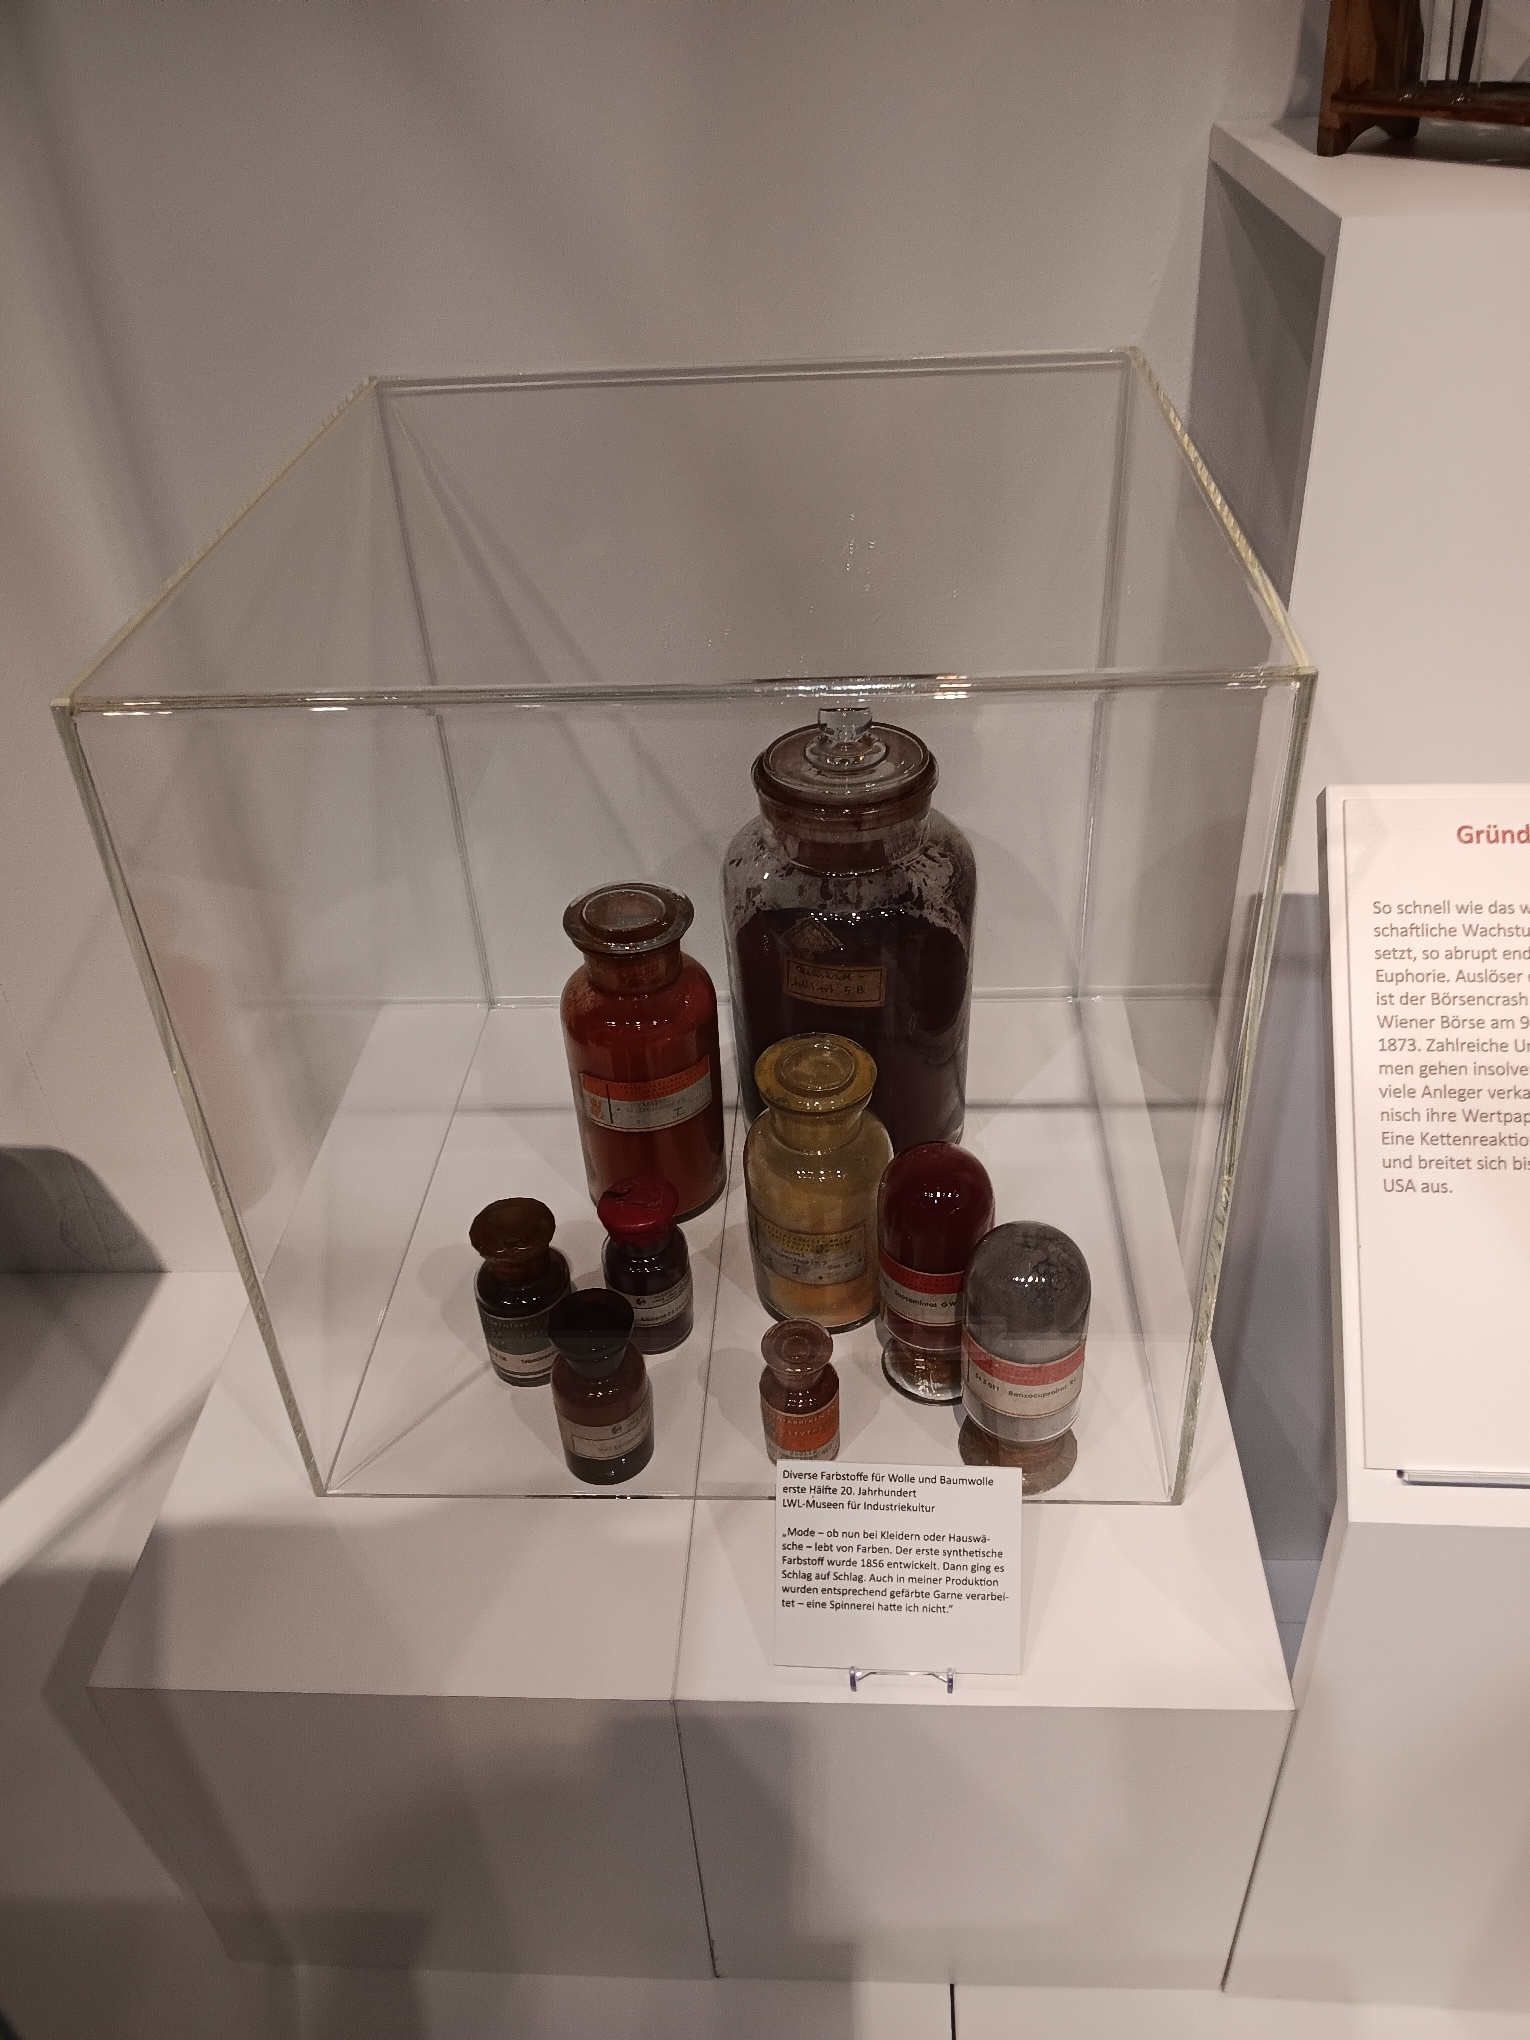 Diverse Farbstoffe für Wolle und Baumwolle
erste Hälfte 20. Jahrhundert
LWL-Museen für Industriekultur
„Mode – ob nun bei Kleidern oder Hauswä-
sche – lebt von Farben. Der erste synthetische
Farbstoff wurde 1856 entwickelt. Dann ging es
Schlag auf Schlag. Auch in meiner Produktion
wurden entsprechend gefärbte Garne verarbei-
tet – eine Spinnerei hatte ich nicht.“
Gründ
So schnell wie das w
schaftliche Wachstu
setzt, so abrupt end
Euphorie. Auslöser
ist der Börsencrash
Wiener Börse am 9
1873. Zahlreiche Un
men gehen insolve
viele Anleger verka
nisch ihre Wertpap
Eine Kettenreaktio
und breitet sich bis
USA aus.
5 B
I
I